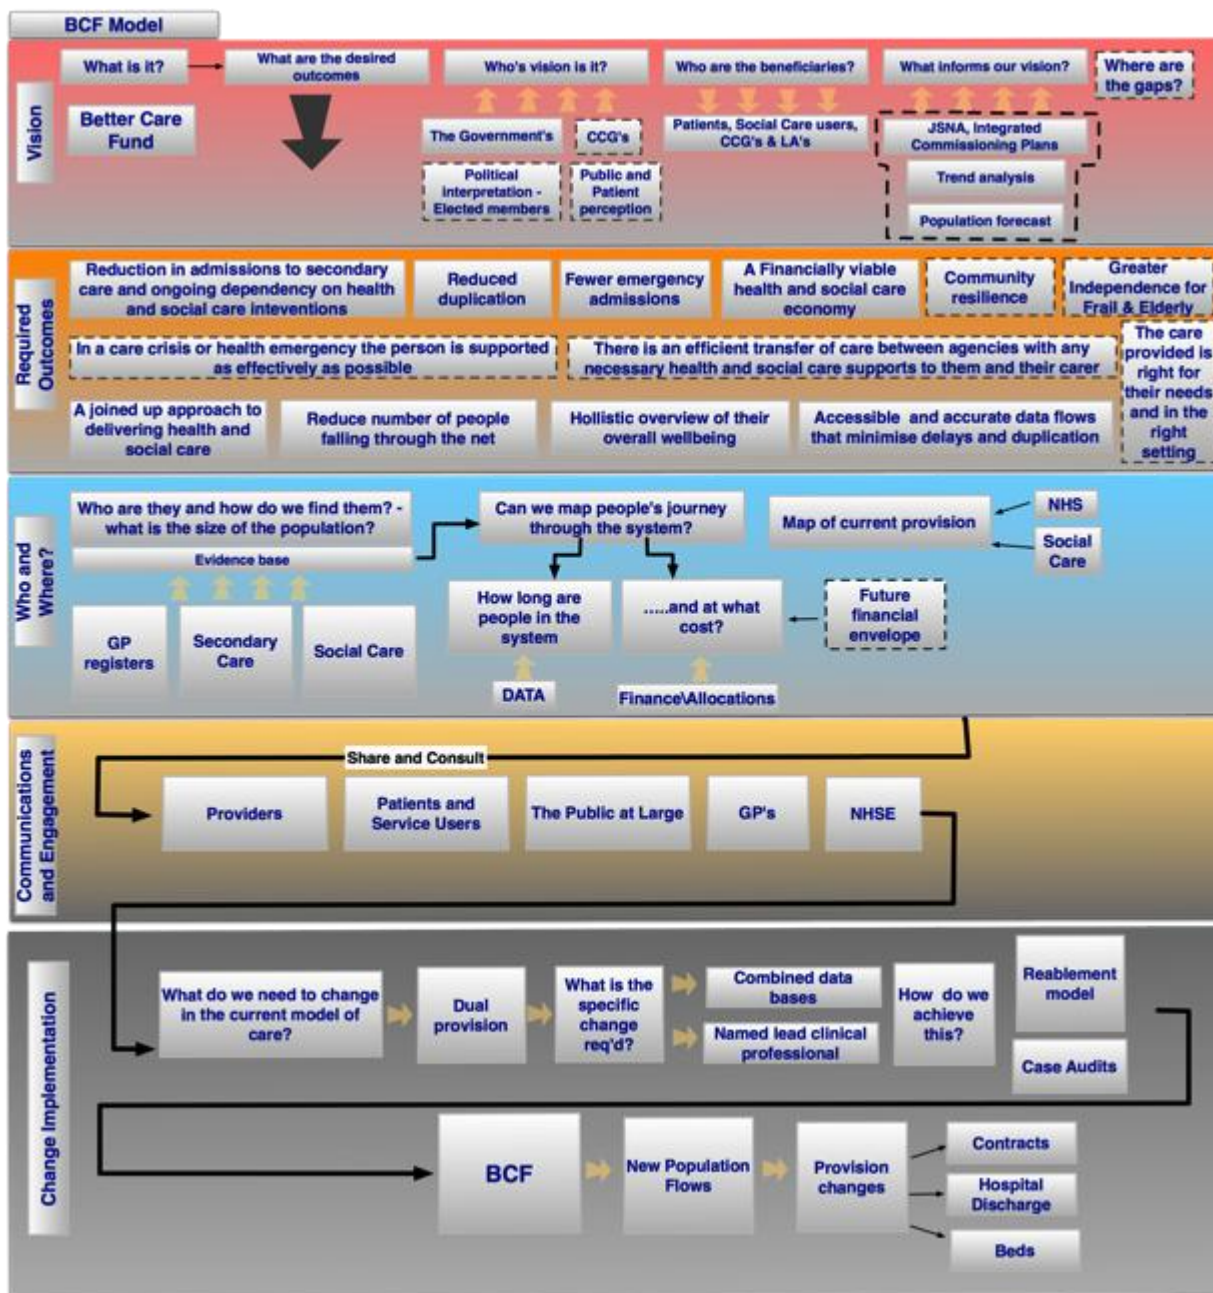 BCF Model
Vision
What is it?
What are the desired
outcomes
Who's vision is it?
Who are the beneficiaries?
What informs our vision?
Where are
the gaps?
Better Care
Fund
The Government's
CCG's
Political
interpretation -
Elected members
Public and
Patient
perception
Patients, Social Care users,
CCG's & LA's
JSNA, Integrated
Commissioning Plans
Trend analysis
Population forecast
Required
Outcomes
Reduction in admissions to secondary
care and ongoing dependency on health
and social care inteventions
Reduced
duplication
Fewer emergency
admissions
A Financially viable
health and social care
economy
Community
resilience
Greater
Independence for
Frail & Elderly
In a care crisis or health emergency the person is supported
as effectively as possible
There is an efficient transfer of care between agencies with any
necessary health and social care supports to them and their carer
The care
provided is
right for
their needs
and in the
right
setting
A joined up approach to
delivering health and
social care
Reduce number of people
falling through the net
Hollistic overview of their
overall wellbeing
Accessible and accurate data flows
that minimise delays and duplication
Who and
Where?
Who are they and how do we find them? -
what is the size of the population?
Evidence base
GP
registers
Secondary
Care
Social Care
Can we map people's journey
through the system?
How long are
people in the
system
DATA
.....and at what
cost?
Finance\Allocations
Future
financial
envelope
Map of current provision
NHS
Social
Care
Communications
and Engagement
Share and Consult
Providers
Patients and
Service Users
The Public at Large
GP's
NHSE
Change Implementation
What do we need to change
in the current model of
care?
Dual
provision
What is the
specific
change
req'd?
Combined data
bases
Named lead clinical
professional
How do we
achieve
this?
Reablement
model
Case Audits
BCF
New Population
Flows
Provision
changes
Contracts
Hospital
Discharge
Beds